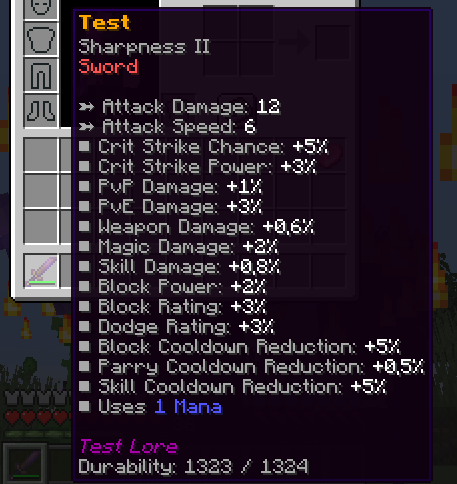 Test
Sharpness II
Sword
➳ Attack Damage: 12
➳ Attack Speed: 6
■ Crit Strike Chance: +5%
■ Crit Strike Power: +3%
■ PvP Damage: +1%
■ PvE Damage: +3%
■ Weapon Damage: +0,6%
■ Magic Damage: +2%
■ Skill Damage: +0,8%
■ Block Power: +2%
■ Block Rating: +3%
■ Dodge Rating: +3%
■ Block Cooldown Reduction: +5%
■ Parry Cooldown Reduction: +0,5%
■ Skill Cooldown Reduction: +5%
■ Uses 1 Mana
Test Lore
Durability: 1323 / 1324